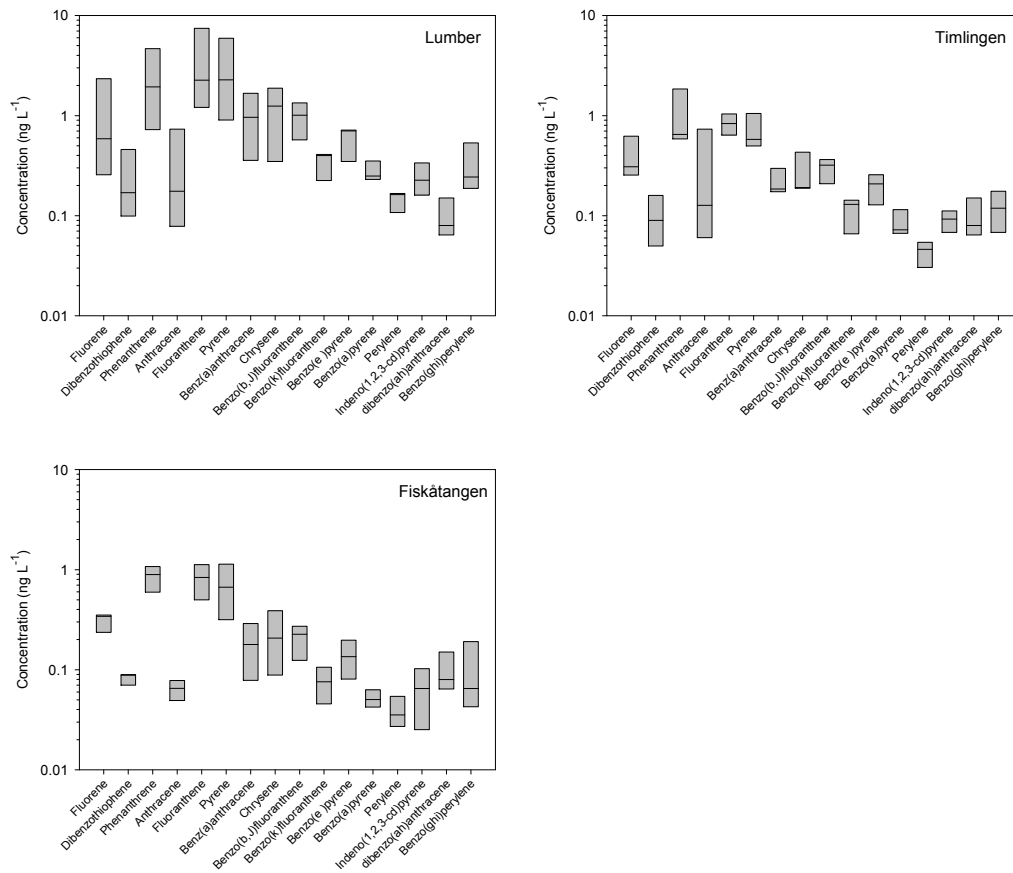 Lumber
Concentration (ng L-1)
10
1
0.1
0.01
Fluorene
Dibenzothiophene
Phenanthrene
Anthracene
Fluoranthene
Pyrene
Benz(a)anthracene
Chrysene
Benzo(b,J)fluoranthene
Benzo(k)fluoranthene
Benzo(e )pyrene
Benzo(a)pyrene
Perylene
Indeno(1,2,3-cd)pyrene
dibenzo(ah)anthracene
Benzo(ghi)perylene
Timlingen
Concentration (ng L-1)
10
1
0.1
0.01
Fluorene
Dibenzothiophene
Phenanthrene
Anthracene
Fluoranthene
Pyrene
Benz(a)anthracene
Chrysene
Benzo(b,J)fluoranthene
Benzo(k)fluoranthene
Benzo(e )pyrene
Benzo(a)pyrene
Perylene
Indeno(1,2,3-cd)pyrene
dibenzo(ah)anthracene
Benzo(ghi)perylene
Fiskåtangen
Concentration (ng L-1)
10
1
0.1
0.01
Fluorene
Dibenzothiophene
Phenanthrene
Anthracene
Fluoranthene
Pyrene
Benz(a)anthracene
Chrysene
Benzo(b,J)fluoranthene
Benzo(k)fluoranthene
Benzo(e )pyrene
Benzo(a)pyrene
Perylene
Indeno(1,2,3-cd)pyrene
dibenzo(ah)anthracene
Benzo(ghi)perylene